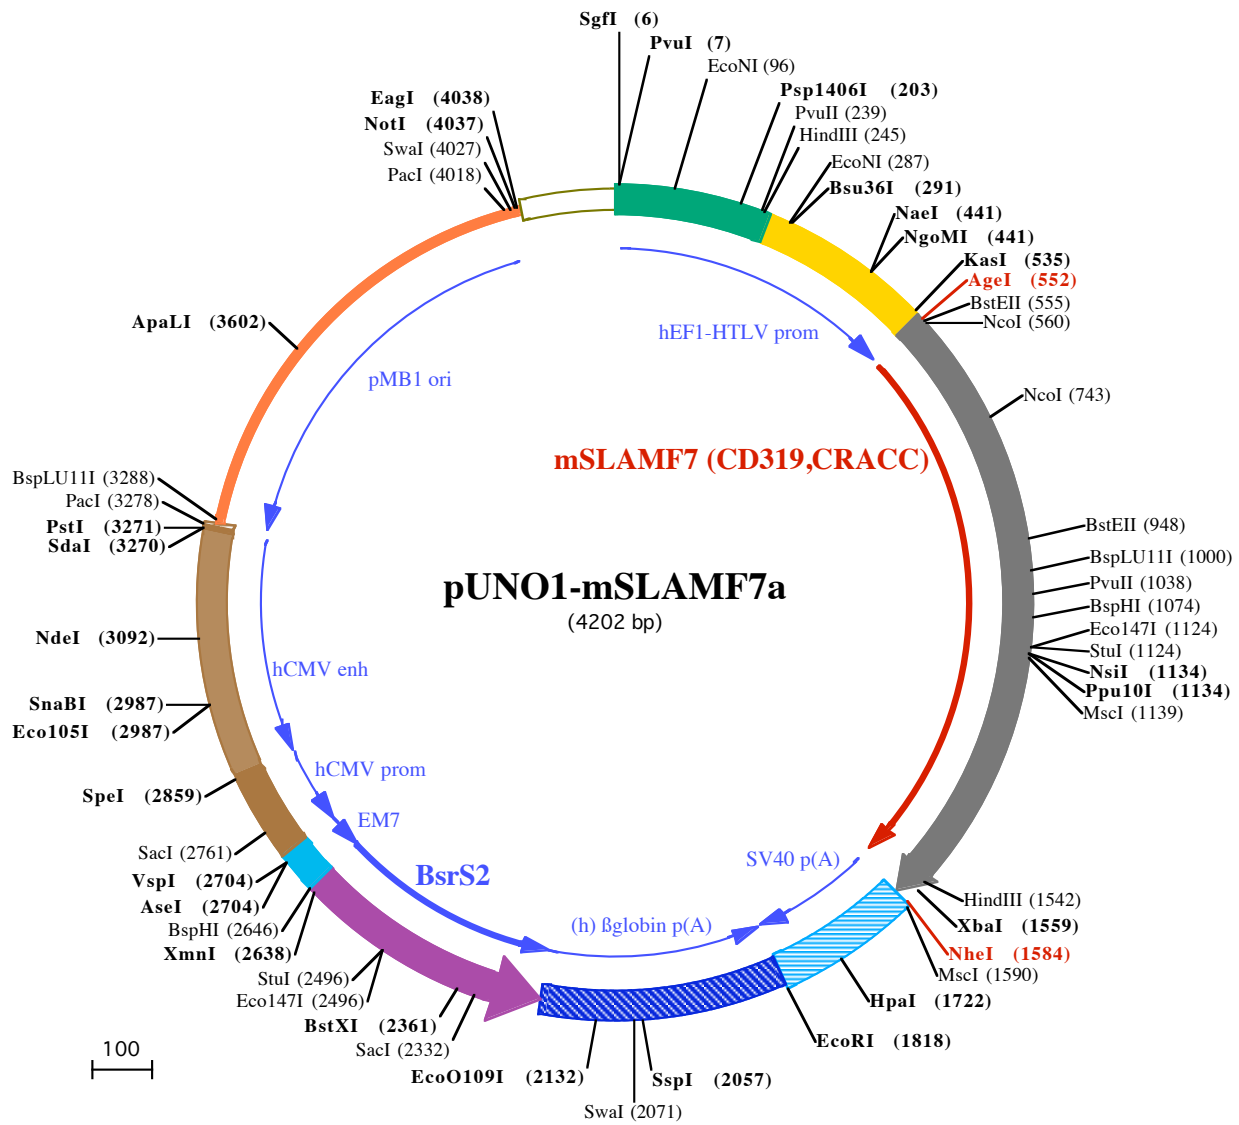 SgfI (6)
PvuI (7)
EcoNI (96)
Psp1406I (203)
PvuII (239)
HindIII (245)
EcoNI (287)
Bsu36I (291)
NaeI (441)
NgoMI (441)
KasI (535)
AgeI (552)
BstEII (555)
NcoI (560)
NcoI (743)
BstEII (948)
BspLU11I (1000)
PvuII (1038)
BspHI (1074)
Eco147I (1124)
StuI (1124)
NsiI (1134)
Ppu10I (1134)
MscI (1139)
HindIII (1542)
XbaI (1559)
NheI (1584)
MscI (1590)
HpaI (1722)
EcoRI (1818)
SspI (2057)
SwaI (2071)
EcoO109I (2132)
SacI (2332)
BstXI (2361)
Eco147I (2496)
StuI (2496)
XmnI (2638)
BspHI (2646)
AseI (2704)
VspI (2704)
SacI (2761)
SpeI (2859)
Eco105I (2987)
SnaBI (2987)
NdeI (3092)
SdaI (3270)
PstI (3271)
PacI (3278)
BspLU11I (3288)
ApaLI (3602)
PacI (4018)
SwaI (4027)
NotI (4037)
EagI (4038)
hEF1-HTLV prom
mSLAMF7 (CD319,CRACC)
SV40 p(A)
(h) ßglobin p(A)
BsrS2
EM7
hCMV prom
hCMV enh
pMB1 ori
pUNO1-mSLAMF7a
(4202 bp)
100